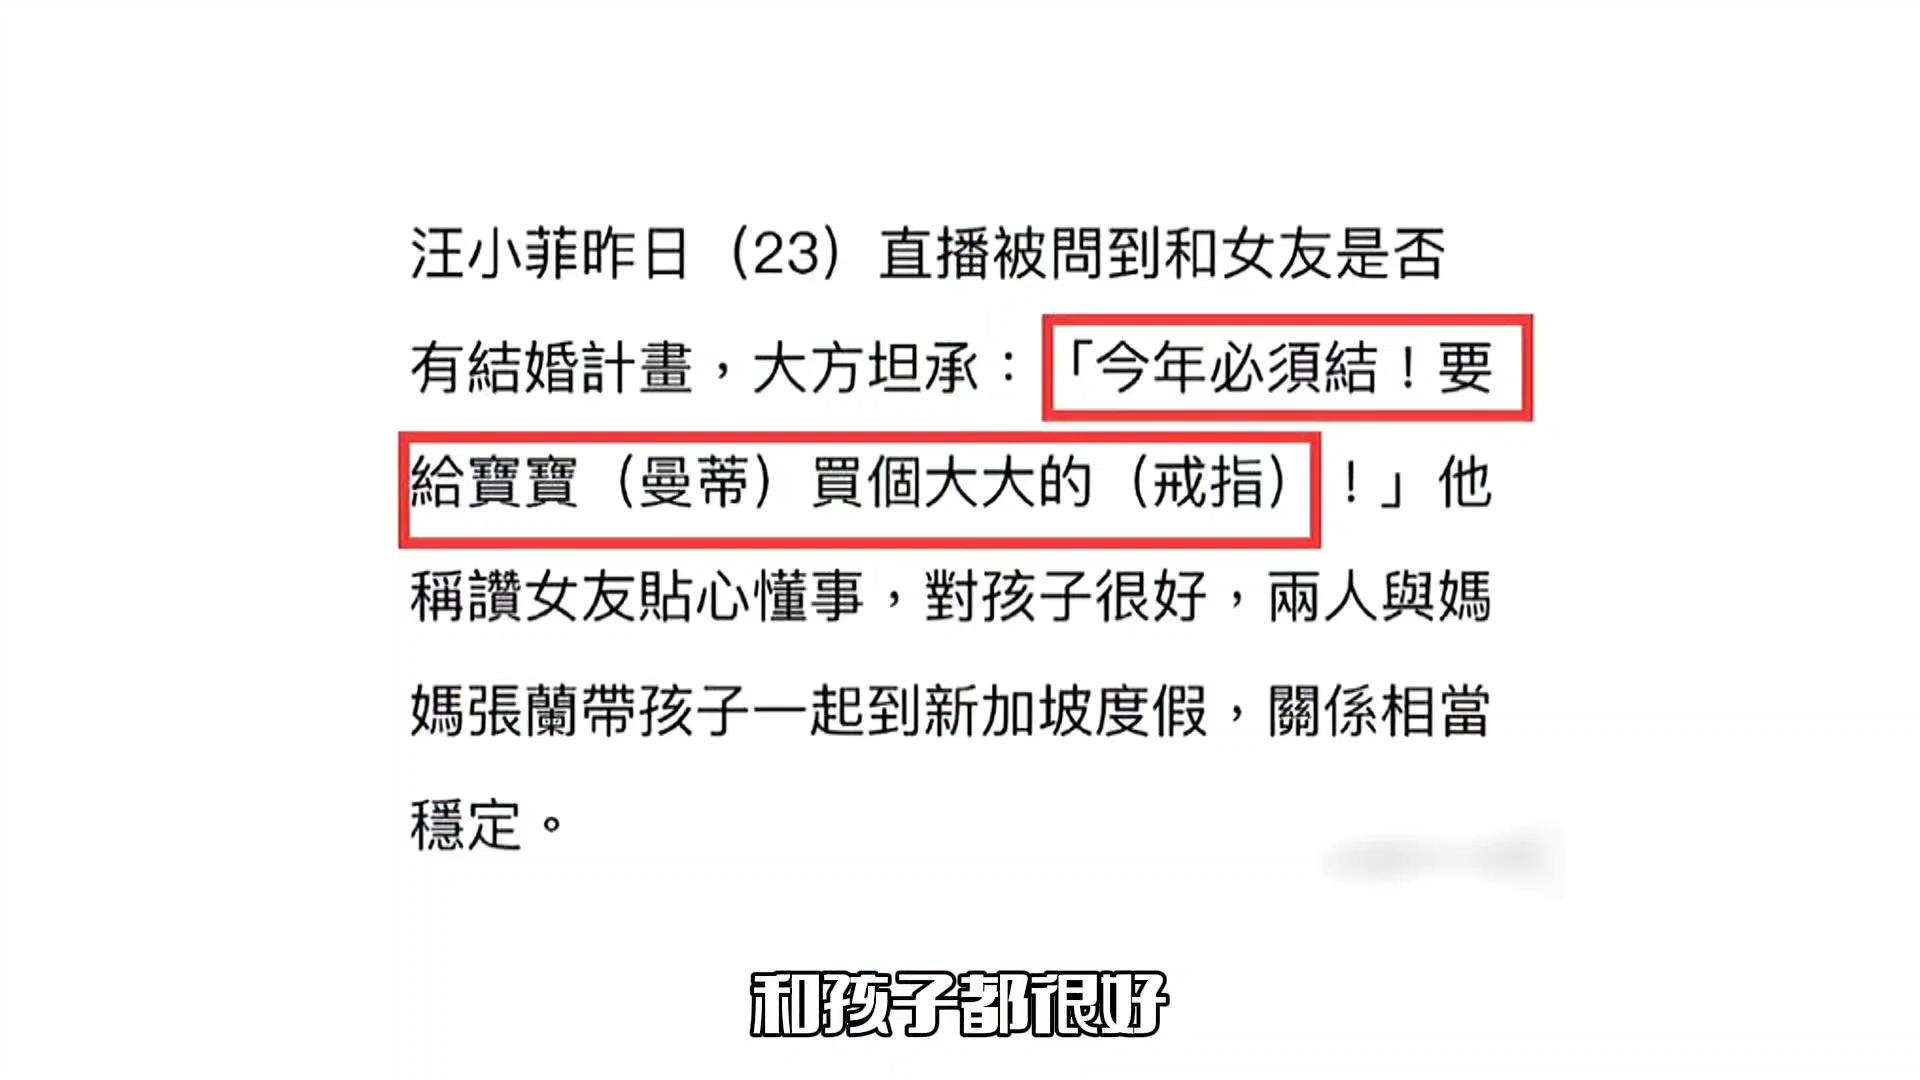 汪小菲昨日（23）直播被問到和女友是否
有結婚計畫，大方坦承：「今年必須結！要
給寶寶（曼蒂）買個大大的（戒指）！」他
稱讚女友貼心懂事，對孩子很好，兩人與媽
媽張蘭帶孩子一起到新加坡度假，關係相當
穩定。
和孩子都很好